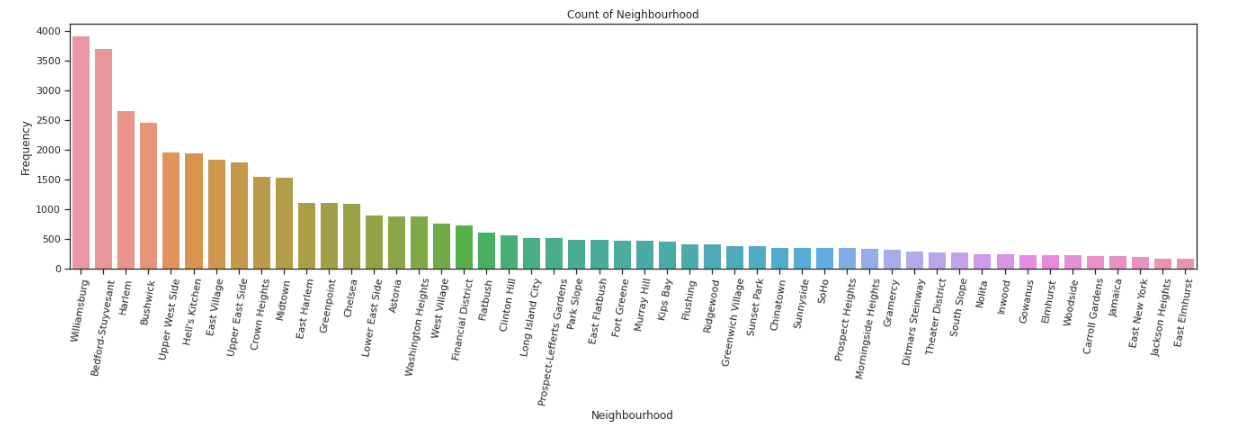 Count of Neighbourhood
4000
3500
3000
2500
2000
1500
1000
500
0
Frequency
Williamsburg
Bedford-Stuyvesant
Harlem
Bushwick
Upper West Side
Hell's Kitchen
East Village
Upper East Side
Crown Heights
Midtown
East Harlem
Greenpoint
Chelsea
Lower East Side
Astoria
Washington Heights
West Village
Financial District
Flatbush
Clinton Hill
Long Island City
Prospect-Lefferts Gardens
Park Slope
East Flatbush
Fort Greene
Murray Hill
Kips Bay
Flushing
Ridgewood
Greenwich Village
Sunset Park
Chinatown
Sunnyside
SoHo
Prospect Heights
Morningside Heights
Gramercy
Ditmars Steinway
Theater District
South Slope
Nolita
Inwood
Gowanus
Elmhurst
Woodside
Carroll Gardens
Jamaica
East New York
Jackson Heights
East Elmhurst
Neighbourhood